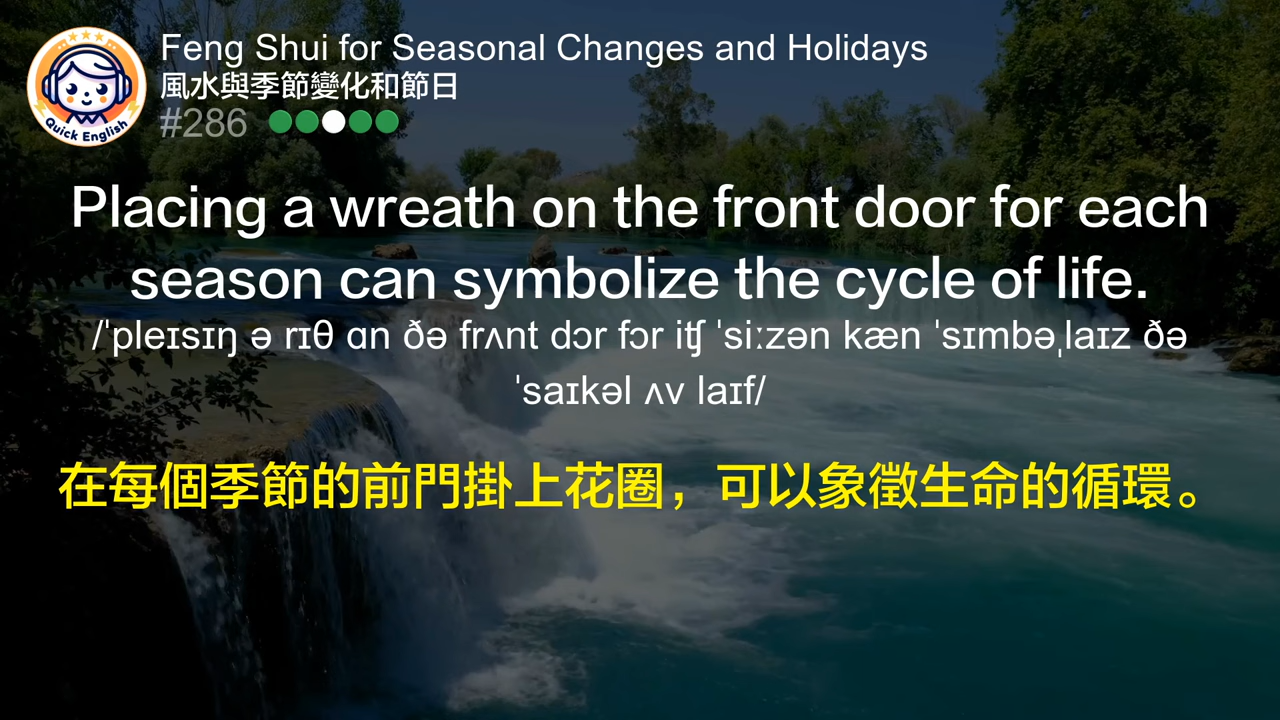 Quick English
Feng Shui for Seasonal Changes and Holidays
風水與季節變化和節日
#286
Placing a wreath on the front door for each
season can symbolize the cycle of life.
/ˈpleɪsɪŋ ə rɪθ ɑn ðə frʌnt dɔr fɔr iʧ ˈsiːzən kæn ˈsɪmbəˌlaɪz ðə
ˈsaɪkəl ʌv laɪf/
在每個季節的前門掛上花圈，可以象徵生命的循環。